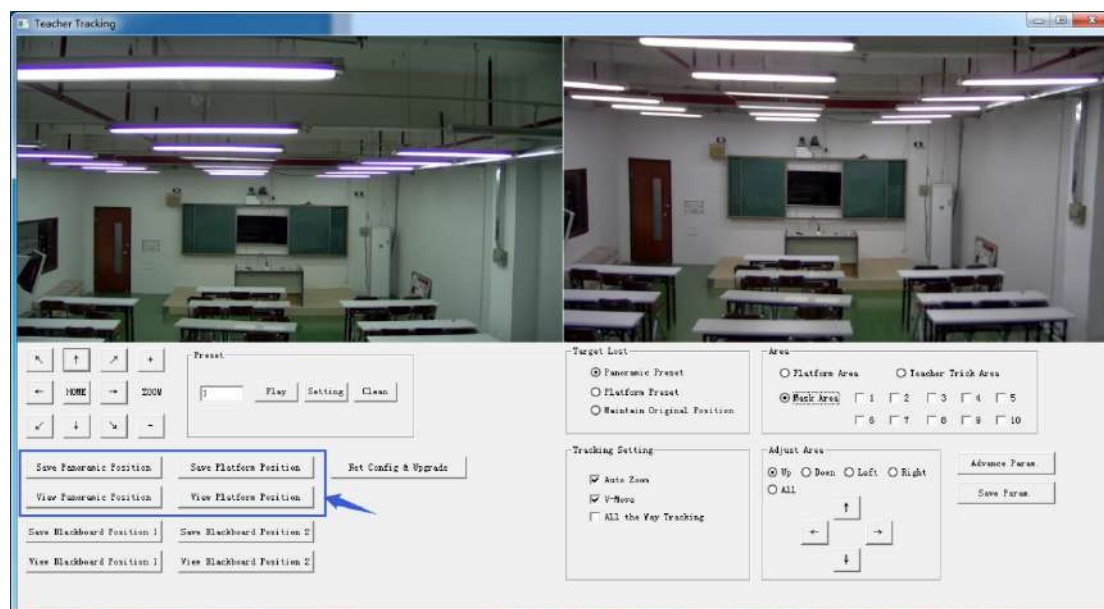 Teacher Tracking
Preset
1
Play
Setting
Clean
HOME
ZOOM
+
-
Save Panoramic Position
Save Platform Position
Net Config & Upgrade
View Panoramic Position
View Platform Position
Save Blackboard Position 1
Save Blackboard Position 2
View Blackboard Position 1
View Blackboard Position 2
Target Lost
Panoramic Preset
Platform Preset
Maintain Original Position
Area
Platform Area
Teacher Trick Area
Mask Area
1 2 3 4 5
6 7 8 9 10
Tracking Setting
Auto Zoom
V-Move
All the Way Tracking
Adjust Area
Up Down Left Right
All
Advance Param.
Save Param.